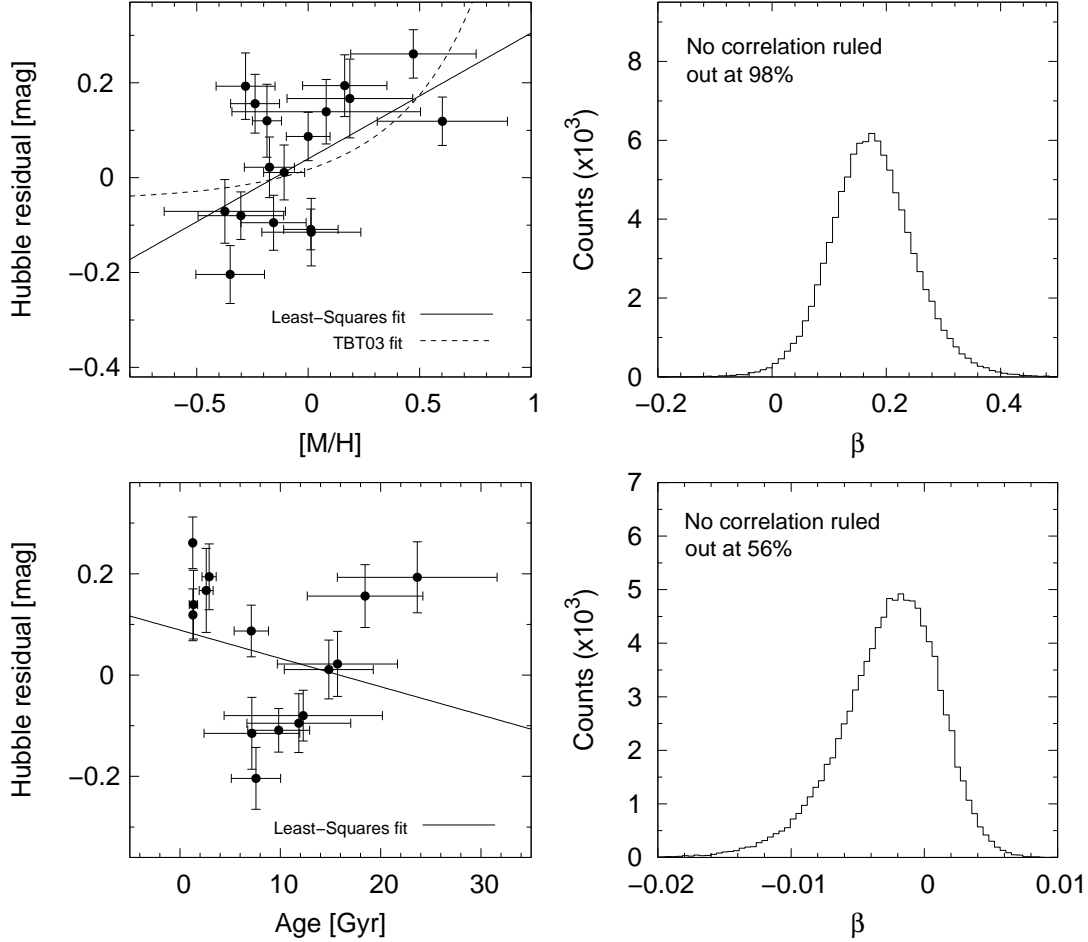 Hubble residual [mag]
0.2
0
−0.2
−0.4
Least−Squares fit
TBT03 fit
−0.5
0
0.5
1
[M/H]
Counts (x10³)
8
6
4
2
0
No correlation ruled
out at 98%
−0.2
0
0.2
0.4
β
Hubble residual [mag]
0.2
0
−0.2
Least−Squares fit
0
10
20
30
Age [Gyr]
Counts (x10³)
7
6
5
4
3
2
1
0
No correlation ruled
out at 56%
−0.02
−0.01
0
0.01
β